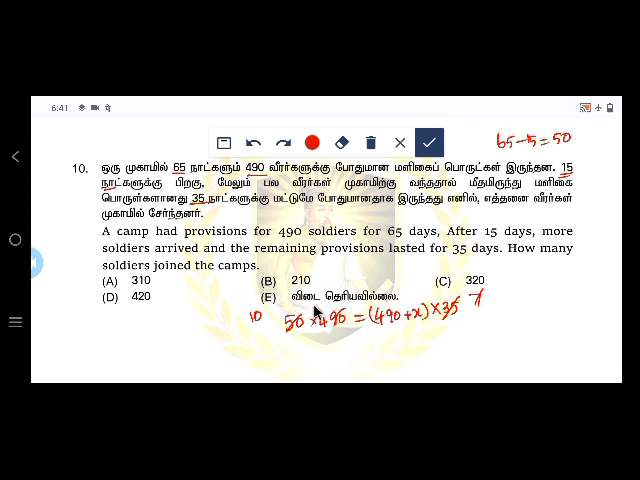 6:41
65-15=50
10. ஒரு முகாமில் 65 நாட்களும் 490 வீரர்களுக்கு போதுமான மளிகைப் பொருட்கள் இருந்தன. 15
நாட்களுக்கு பிறகு, மேலும் பல வீரர்கள் முகாமிற்கு வந்ததால் மீதமிருந்து மளிகை
பொருள்களானது 35 நாட்களுக்கு மட்டுமே போதுமானதாக இருந்தது எனில், எத்தனை வீரர்கள்
முகாமில் சேர்ந்தனர்.
A camp had provisions for 490 soldiers for 65 days, After 15 days, more
soldiers arrived and the remaining provisions lasted for 35 days. How many
soldiers joined the camps.
(A) 310 (B) 210 (C) 320
(D) 420 (E) விடை தெரியவில்லை.
10 50 × 490 = (490+x) × 35 7